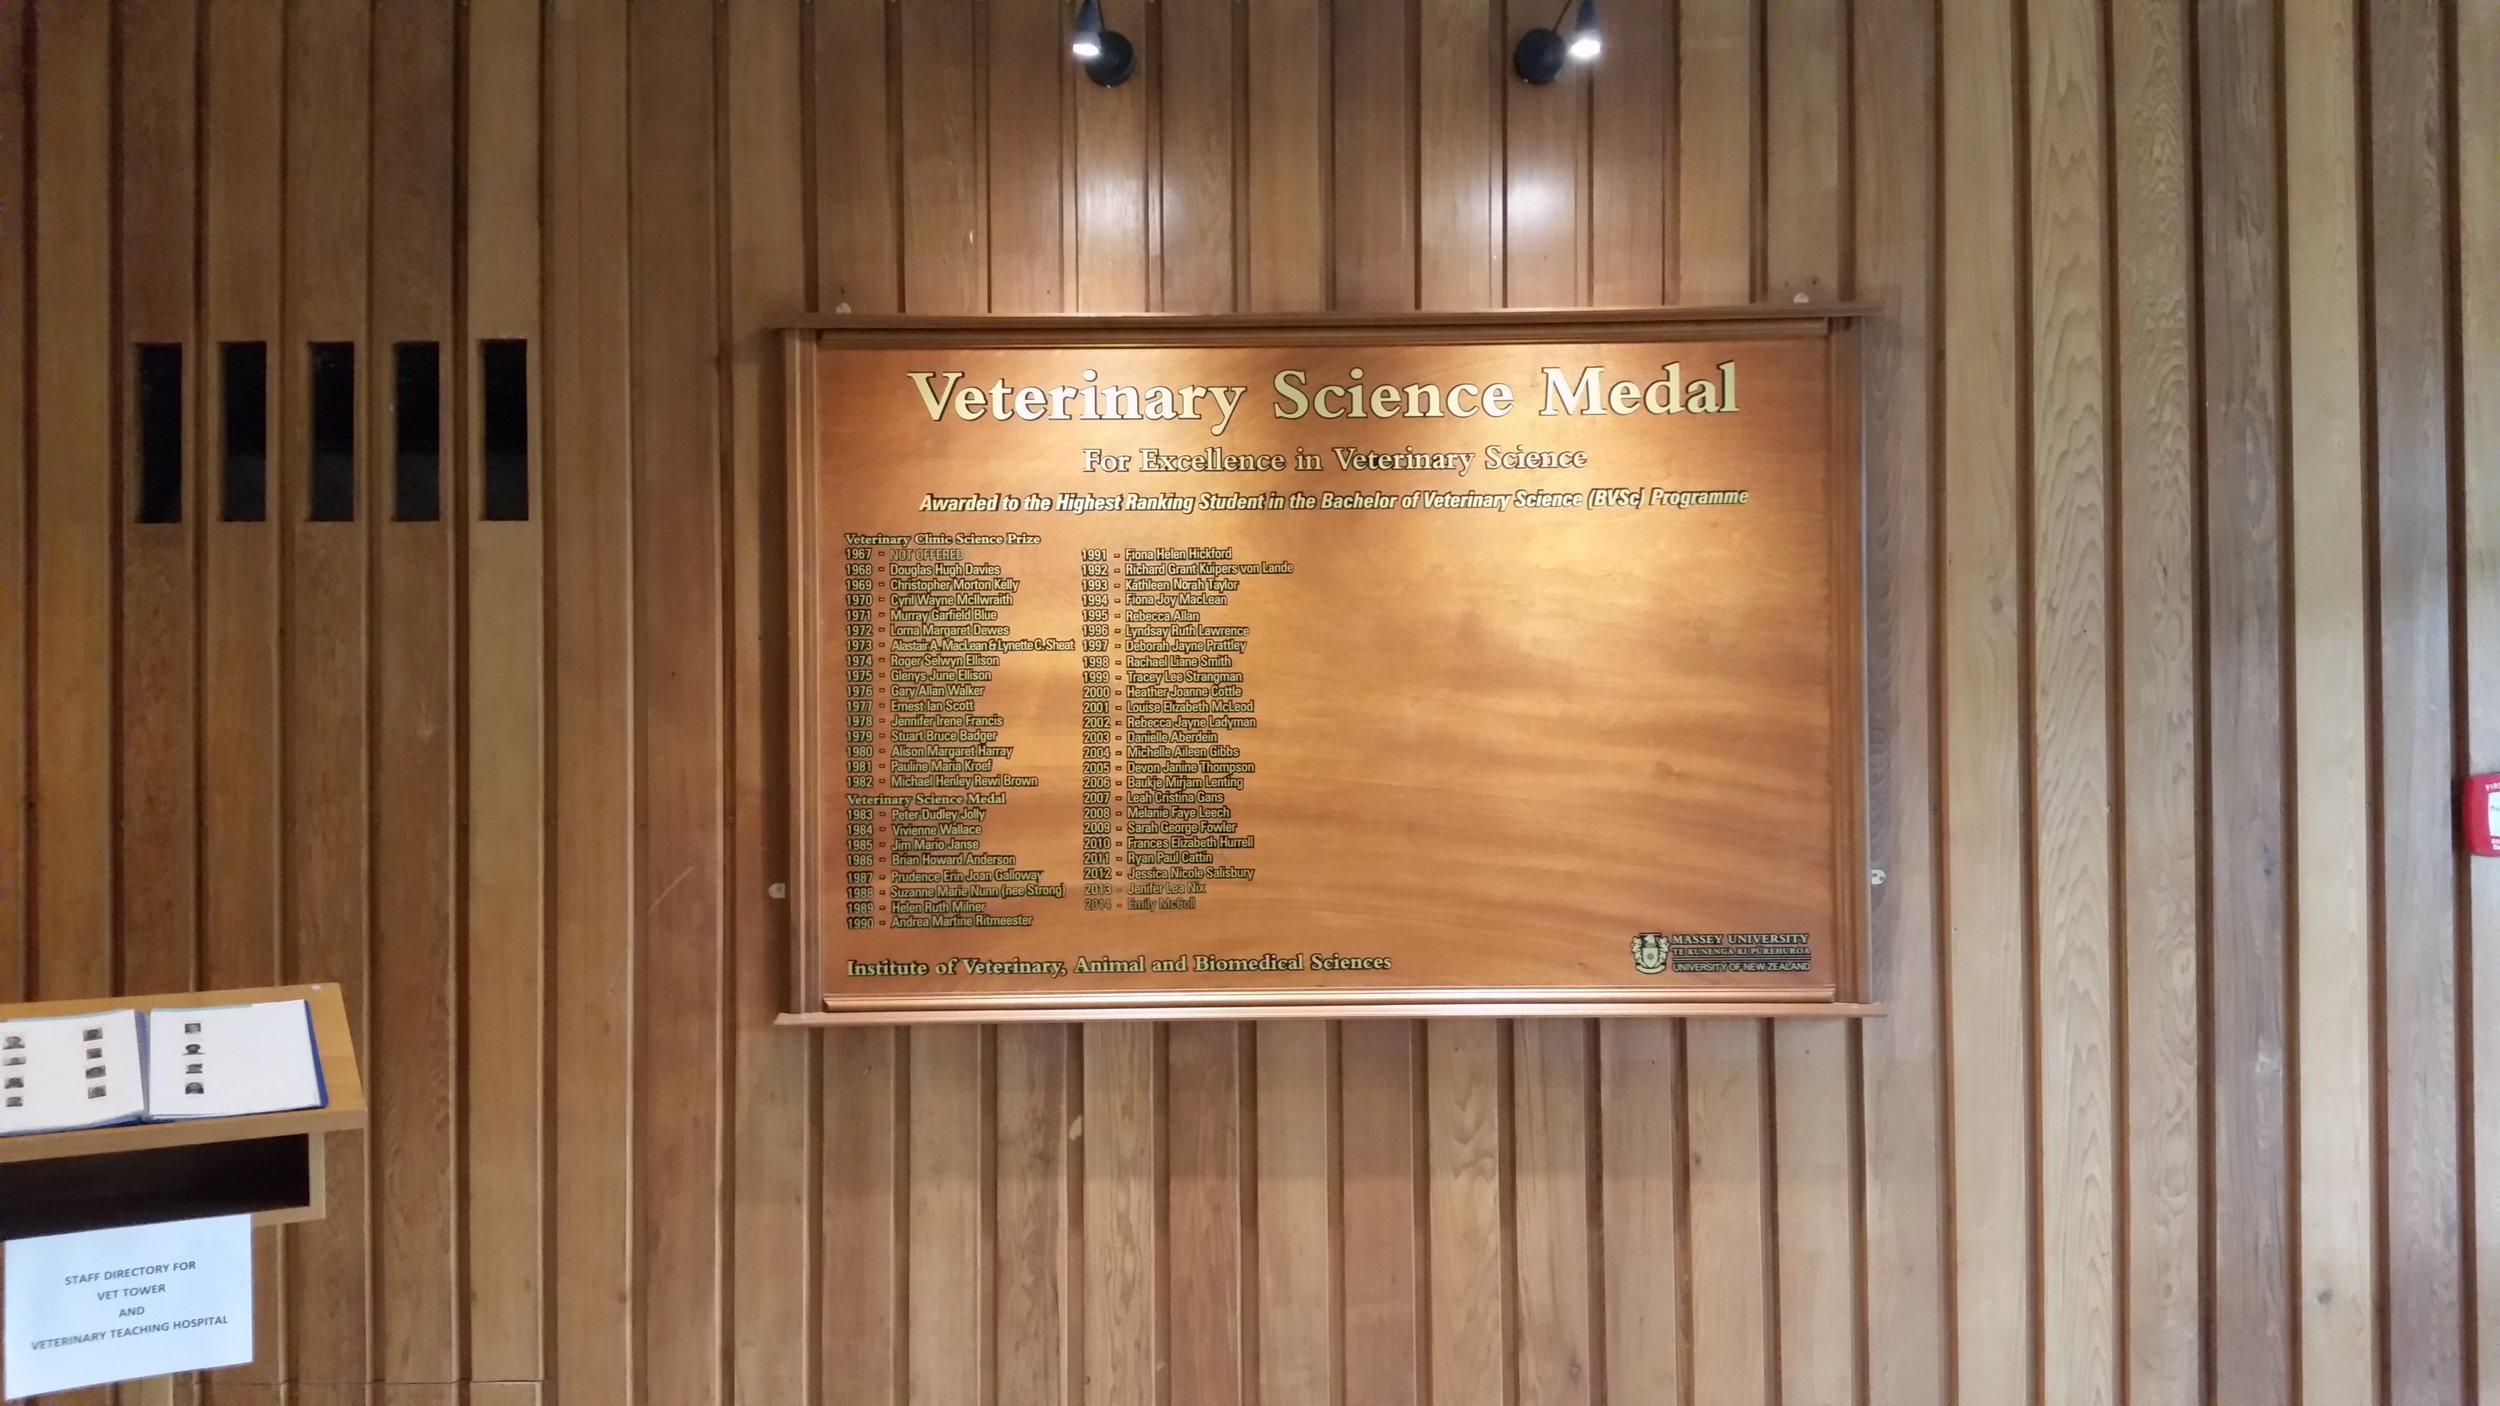 Veterinary Science Medal
For Excellence in Veterinary Science
Awarded to the Highest Ranking Student in the Bachelor of Veterinary Science (BVSc) Programme
Veterinary Clinic Science Prize
1967 - NOT OFFERED
1968 - Douglas Hugh Davies
1969 - Christopher Morton Kelly
1970 - Cyril Wayne McIlwraith
1971 - Murray Garfield Blue
1972 - Lorna Margaret Dewes
1973 - Alastair A. MacLean & Lynette C. Sheat
1974 - Roger Selwyn Ellison
1975 - Glenys June Ellison
1976 - Gary Allan Walker
1977 - Ernest Ian Scott
1978 - Jennifer Irene Francis
1979 - Stuart Bruce Badger
1980 - Alison Margaret Harray
1981 - Pauline Maria Kroef
1982 - Michael Henley Rewi Brown
Veterinary Science Medal
1983 - Peter Dudley Jolly
1984 - Vivienne Wallace
1985 - Jim Mario Janse
1986 - Brian Howard Anderson
1987 - Prudence Erin Joan Galloway
1988 - Suzanne Marie Nunn (nee Strong)
1989 - Helen Ruth Milner
1990 - Andrea Martine Ritmeester
1991 - Fiona Helen Hickford
1992 - Richard Grant Kuipers von Lande
1993 - Kathleen Norah Taylor
1994 - Fiona Joy MacLean
1995 - Rebecca Allan
1996 - Lyndsay Ruth Lawrence
1997 - Deborah Jayne Prattley
1998 - Rachael Liane Smith
1999 - Tracey Lee Strangman
2000 - Heather Joanne Cottle
2001 - Louise Elizabeth McLeod
2002 - Rebecca Jayne Ladyman
2003 - Danielle Aberdein
2004 - Michelle Aileen Gibbs
2005 - Devon Janine Thompson
2006 - Baukje Mirjam Lenting
2007 - Leah Cristina Gans
2008 - Melanie Faye Leech
2009 - Sarah George Fowler
2010 - Frances Elizabeth Hurrell
2011 - Ryan Paul Cattin
2012 - Jessica Nicole Salisbury
2013 - Jenifer Lea Nix
2014 - Emily McColl
Institute of Veterinary, Animal and Biomedical Sciences
MASSEY UNIVERSITY
TE KUNENGA KI PŪREHUROA
UNIVERSITY OF NEW ZEALAND
STAFF DIRECTORY FOR
VET TOWER
AND
VETERINARY TEACHING HOSPITAL